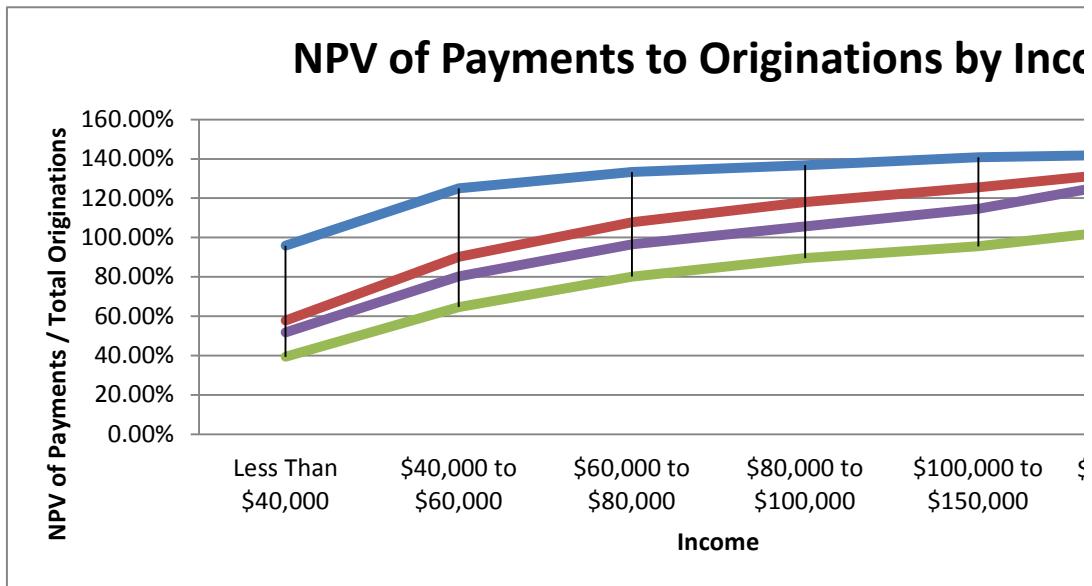 NPV of Payments to Originations by Inco
NPV of Payments / Total Originations
160.00%
140.00%
120.00%
100.00%
80.00%
60.00%
40.00%
20.00%
0.00%
Less Than $40,000 to $60,000 to $80,000 to $100,000 to $
$40,000 $60,000 $80,000 $100,000 $150,000
Income